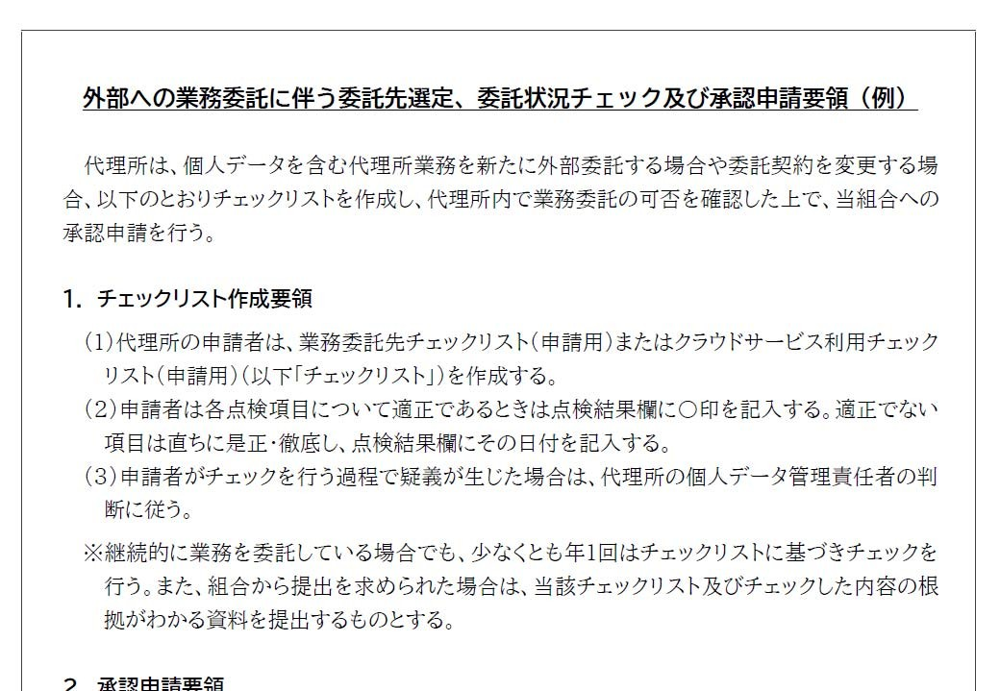 外部への業務委託に伴う委託先選定、委託状況チェック及び承認申請要領（例）
代理所は、個人データを含む代理所業務を新たに外部委託する場合や委託契約を変更する場
合、以下のとおりチェックリストを作成し、代理所内で業務委託の可否を確認した上で、当組合への
承認申請を行う。
１．チェックリスト作成要領
（１）代理所の申請者は、業務委託先チェックリスト（申請用）またはクラウドサービス利用チェック
リスト（申請用）（以下「チェックリスト」）を作成する。
（２）申請者は各点検項目について適正であるときは点検結果欄に〇印を記入する。適正でない
項目は直ちに是正・徹底し、点検結果欄にその日付を記入する。
（３）申請者がチェックを行う過程で疑義が生じた場合は、代理所の個人データ管理責任者の判
断に従う。
※継続的に業務を委託している場合でも、少なくとも年1回はチェックリストに基づきチェックを
行う。また、組合から提出を求められた場合は、当該チェックリスト及びチェックした内容の根
拠がわかる資料を提出するものとする。
２．承認申請要領